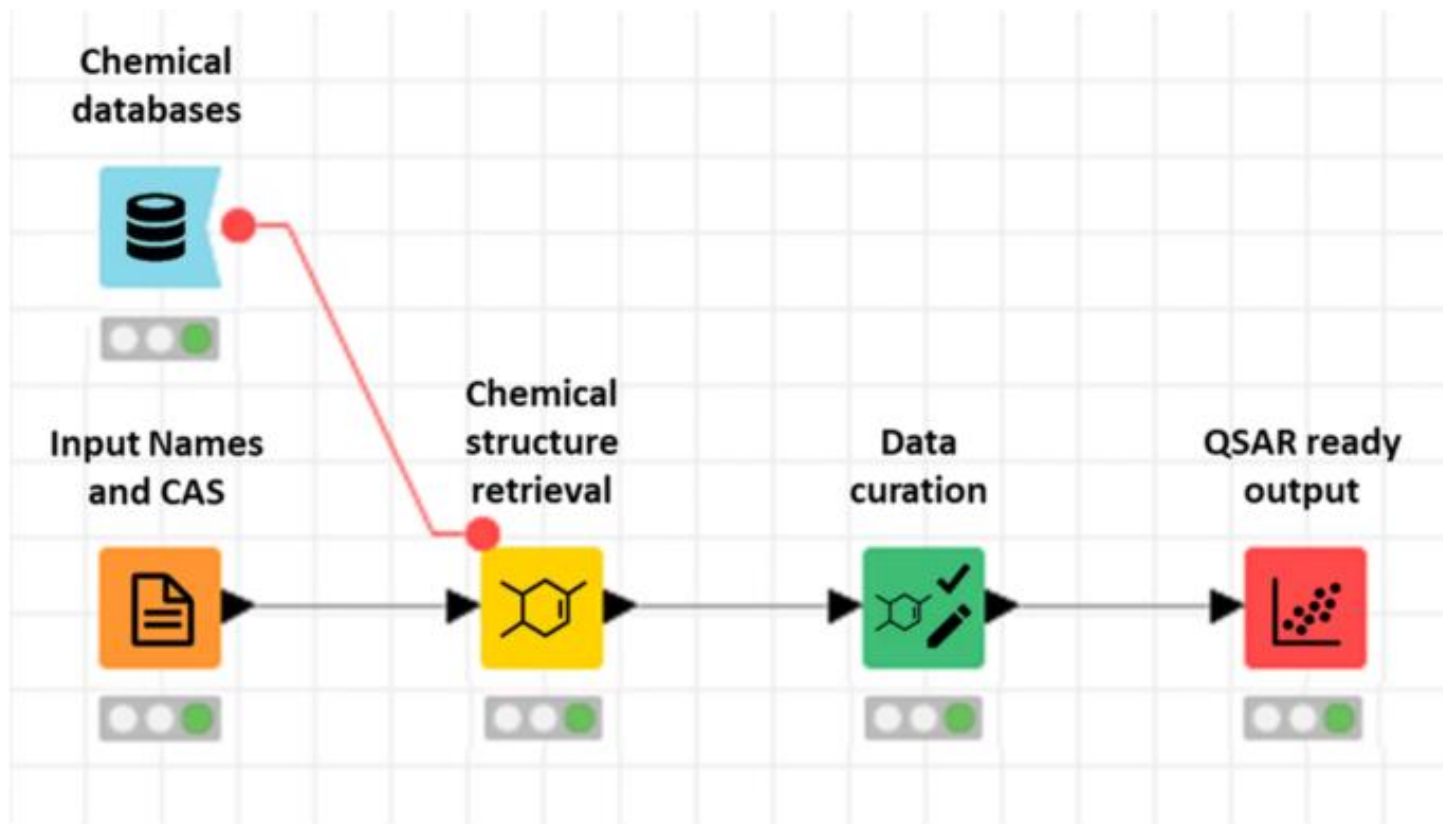 Chemical
databases
Input Names
and CAS
Chemical
structure
retrieval
Data
curation
QSAR ready
output